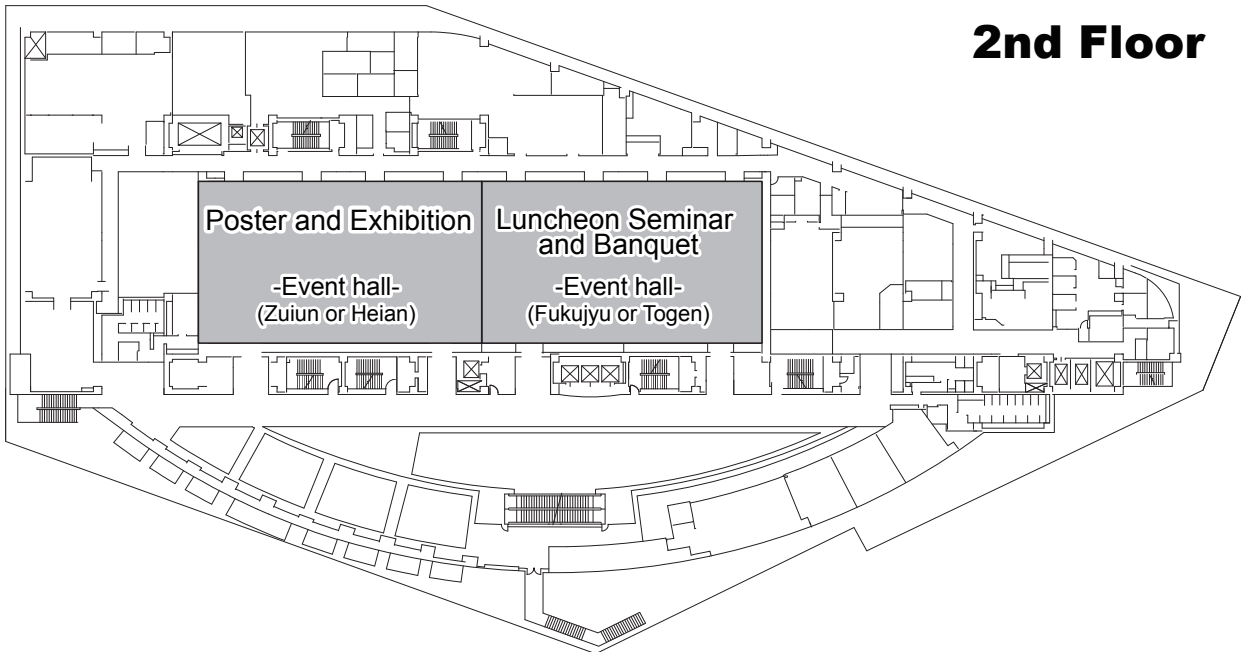 2nd Floor
Poster and Exhibition
-Event hall-
(Zuiun or Heian)
Luncheon Seminar
and Banquet
-Event hall-
(Fukujyu or Togen)